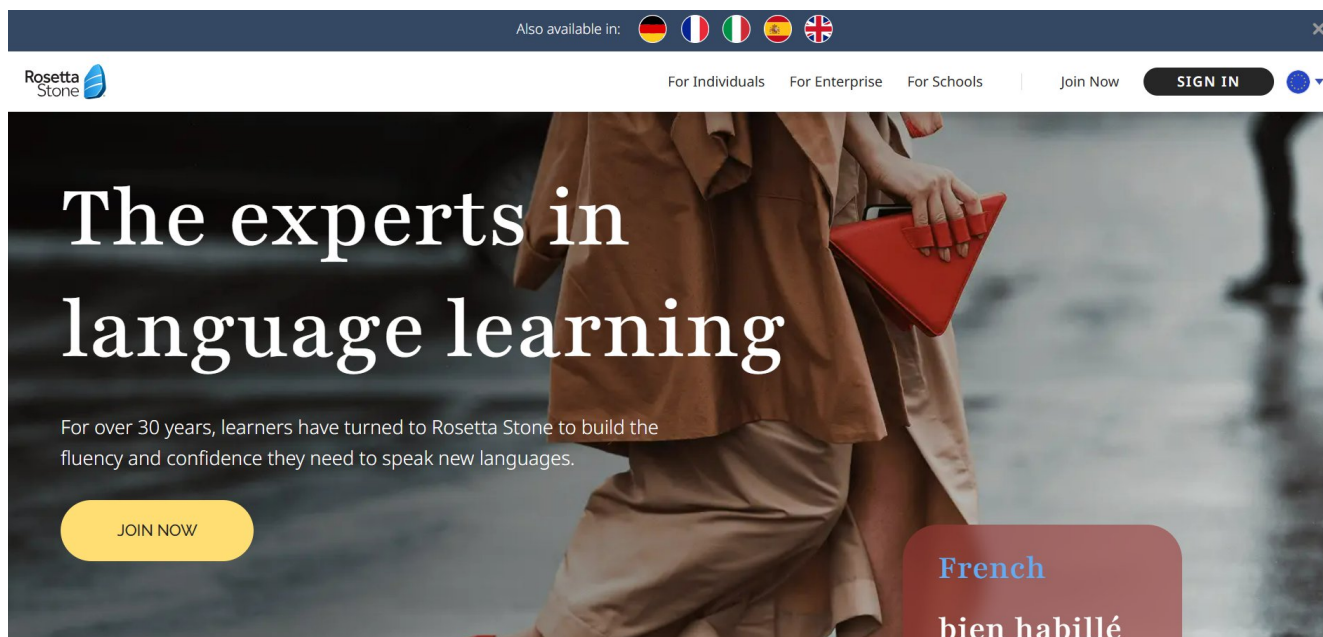 Also available in:
Rosetta
Stone
For Individuals
For Enterprise
For Schools
Join Now
SIGN IN
The experts in
language learning
For over 30 years, learners have turned to Rosetta Stone to build the
fluency and confidence they need to speak new languages.
JOIN NOW
French
bien habillé